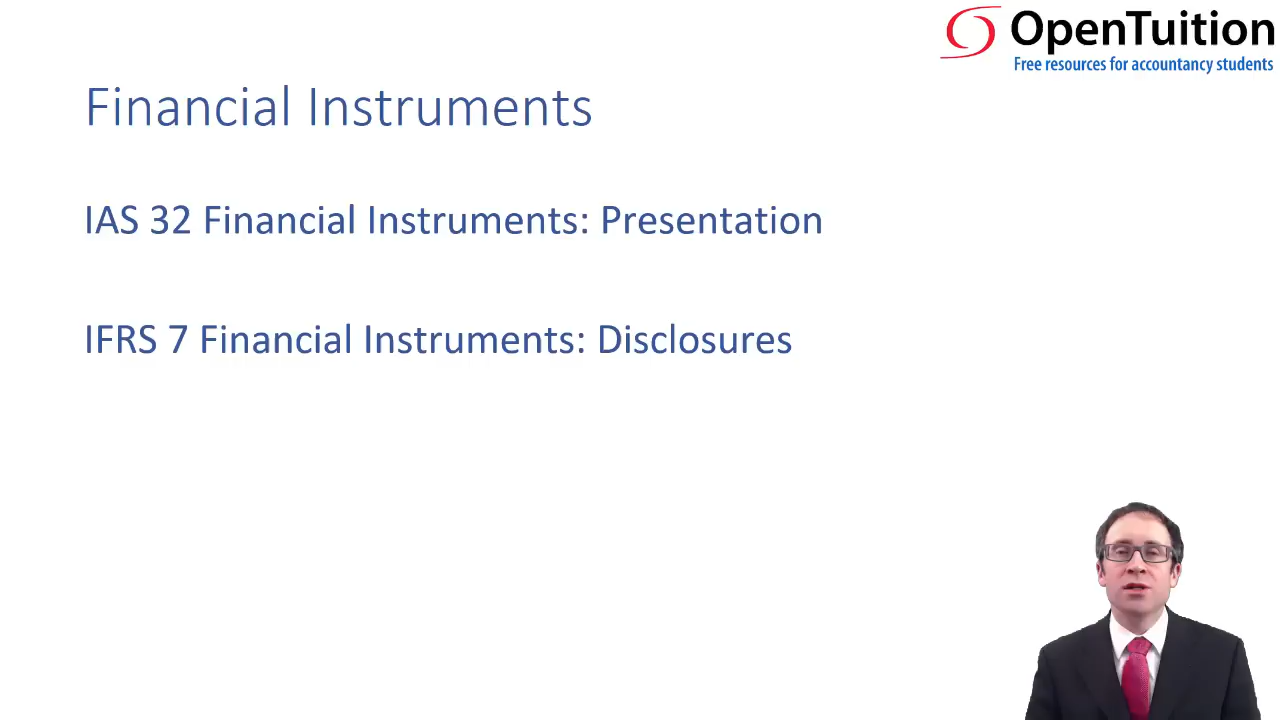 OpenTuition
Free resources for accountancy students
Financial Instruments
IAS 32 Financial Instruments: Presentation
IFRS 7 Financial Instruments: Disclosures